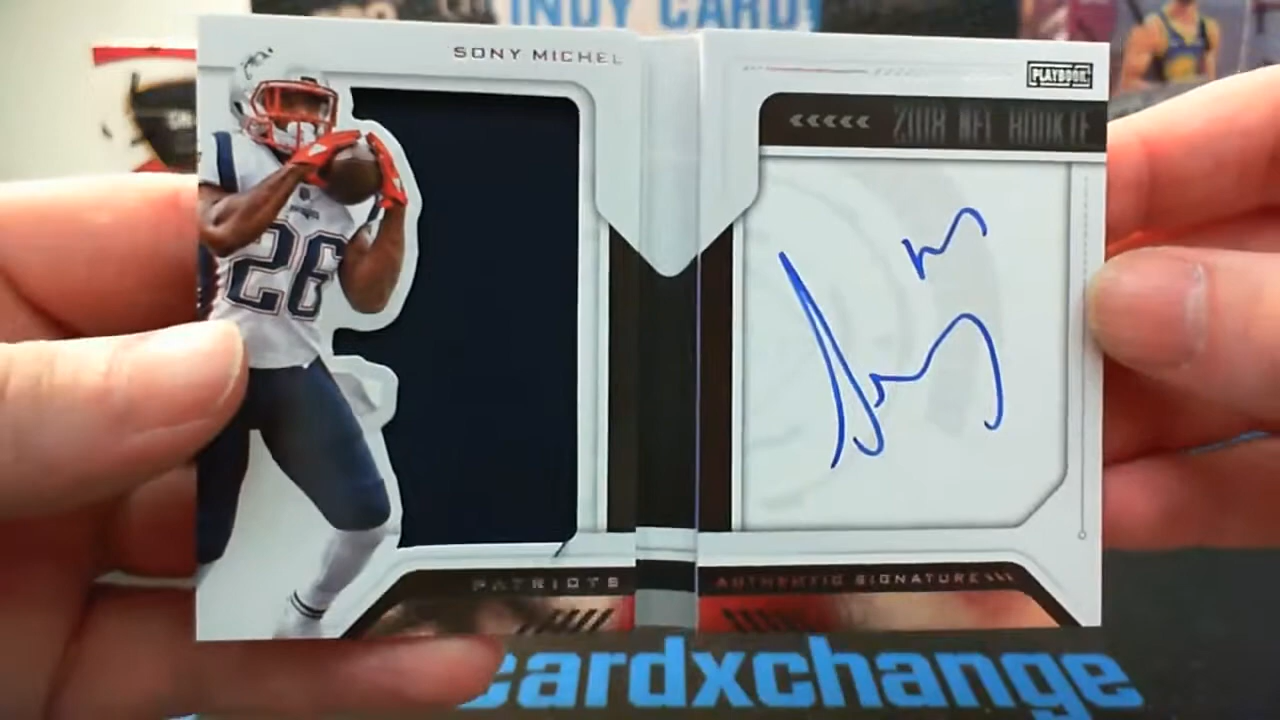 INDY CARD
SONY MICHEL
PLAYBOOK
<<<<< 2018 NFL ROOKIE
26
PATRIOTS
AUTHENTIC SIGNATURE
cardxchange